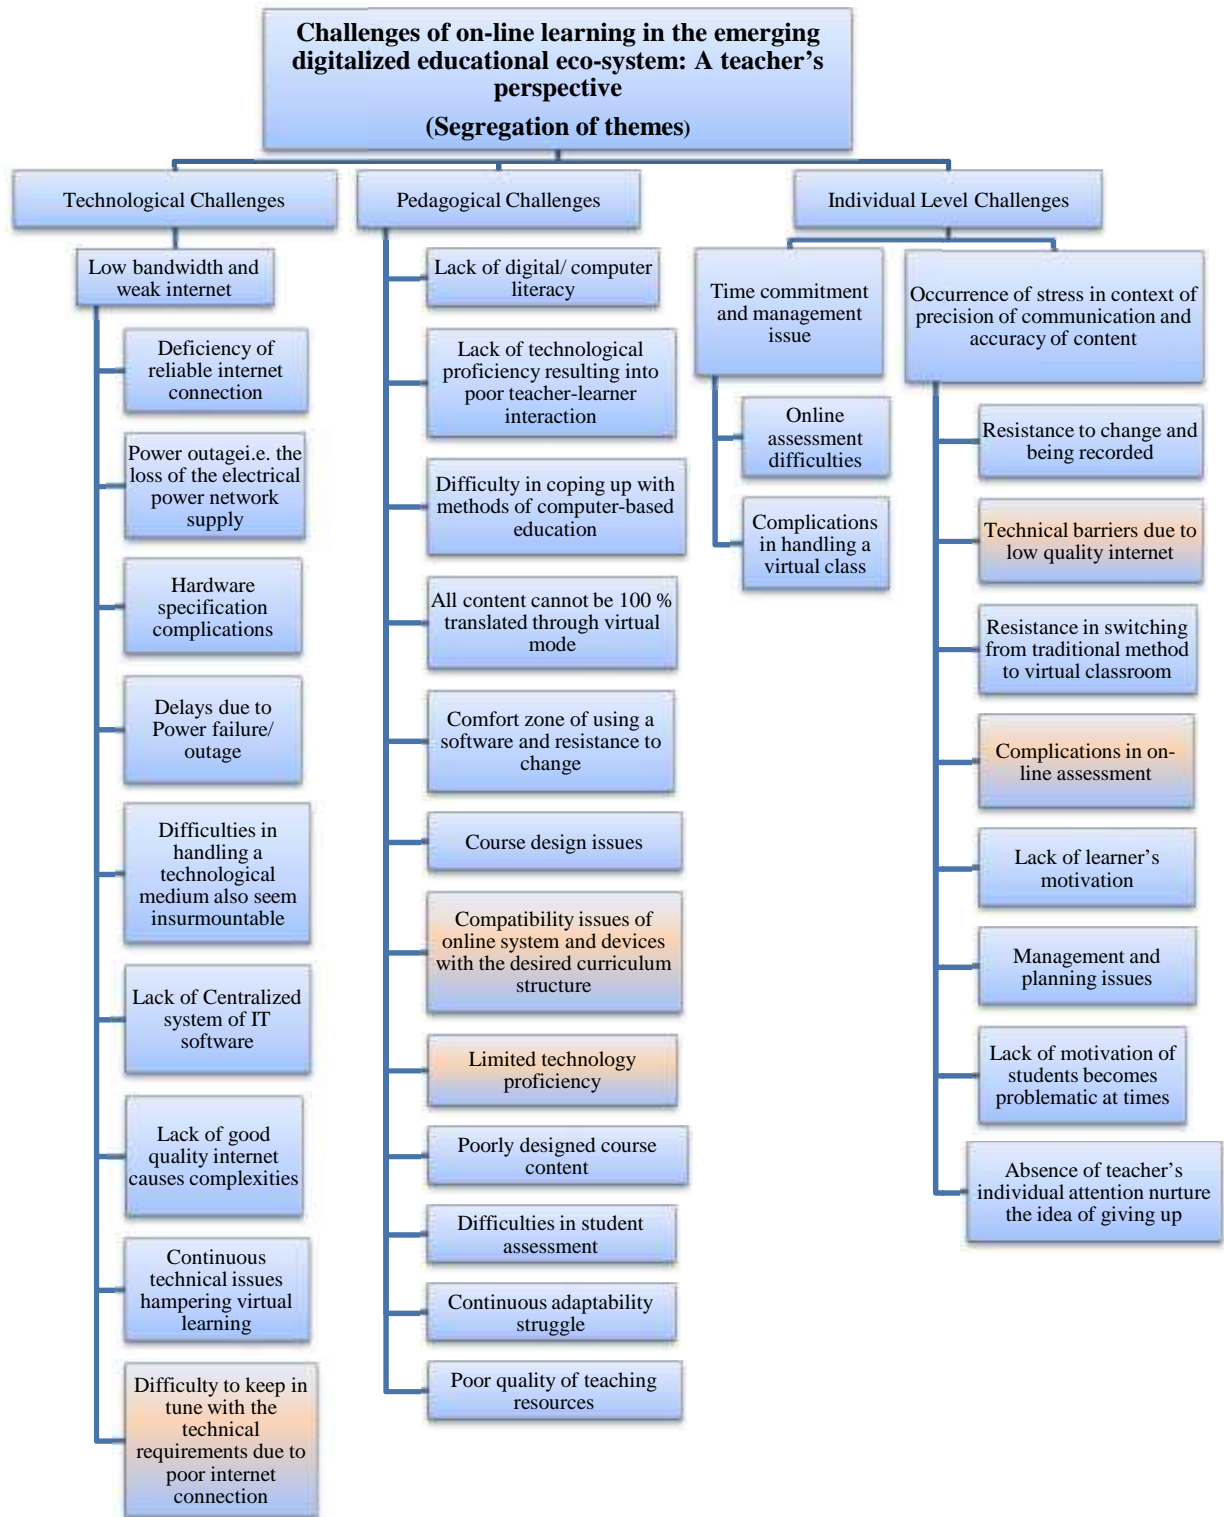 Challenges of on-line learning in the emerging
digitalized educational eco-system: A teacher’s
perspective
(Segregation of themes)
Technological Challenges
Low bandwidth and
weak internet
Deficiency of
reliable internet
connection
Power outagei.e. the
loss of the electrical
power network
supply
Hardware
specification
complications
Delays due to
Power failure/
outage
Difficulties in
handling a
technological
medium also seem
insurmountable
Lack of Centralized
system of IT
software
Lack of good
quality internet
causes complexities
Continuous
technical issues
hampering virtual
learning
Difficulty to keep in
tune with the
technical
requirements due to
poor internet
connection
Pedagogical Challenges
Lack of digital/ computer
literacy
Lack of technological
proficiency resulting into
poor teacher-learner
interaction
Difficulty in coping up with
methods of computer-based
education
All content cannot be 100 %
translated through virtual
mode
Comfort zone of using a
software and resistance to
change
Course design issues
Compatibility issues of
online system and devices
with the desired curriculum
structure
Limited technology
proficiency
Poorly designed course
content
Difficulties in student
assessment
Continuous adaptability
struggle
Poor quality of teaching
resources
Individual Level Challenges
Time commitment
and management
issue
Online
assessment
difficulties
Complications
in handling a
virtual class
Occurrence of stress in context of
precision of communication and
accuracy of content
Resistance to change and
being recorded
Technical barriers due to
low quality internet
Resistance in switching
from traditional method
to virtual classroom
Complications in on-
line assessment
Lack of learner’s
motivation
Management and
planning issues
Lack of motivation of
students becomes
problematic at times
Absence of teacher’s
individual attention nurture
the idea of giving up